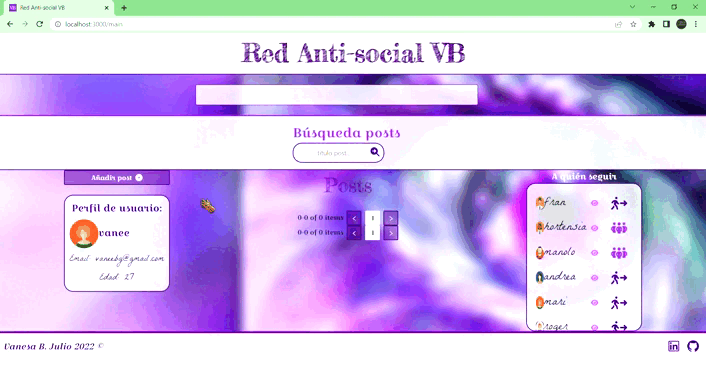 Red Anti-social VB
localhost:3000/main
Red Anti-social VB
Búsqueda posts
título post
Añadir post
Posts
A quién seguir
Perfil de usuario:
vanee
Email vaneebg@gmail.com
Edad 27
0-0 of 0 items < 1 >
0-0 of 0 items < 1 >
fran
hortensia
manolo
andrea
mari
roger
Vanesa B. Julio 2022 ©